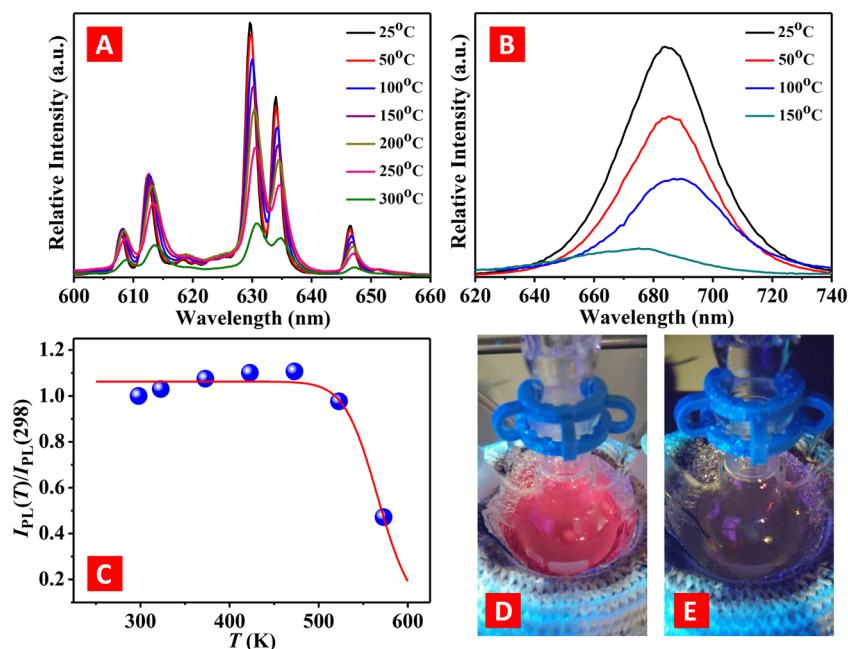 A
25°C
50°C
100°C
150°C
200°C
250°C
300°C
Relative Intensity (a.u.)
600 610 620 630 640 650 660
Wavelength (nm)
B
25°C
50°C
100°C
150°C
Relative Intensity (a.u.)
620 640 660 680 700 720 740
Wavelength (nm)
1.2
1.0
0.8
0.6
0.4
0.2
I_PL(T)/I_PL(298)
C
300 400 500 600
T (K)
D
E